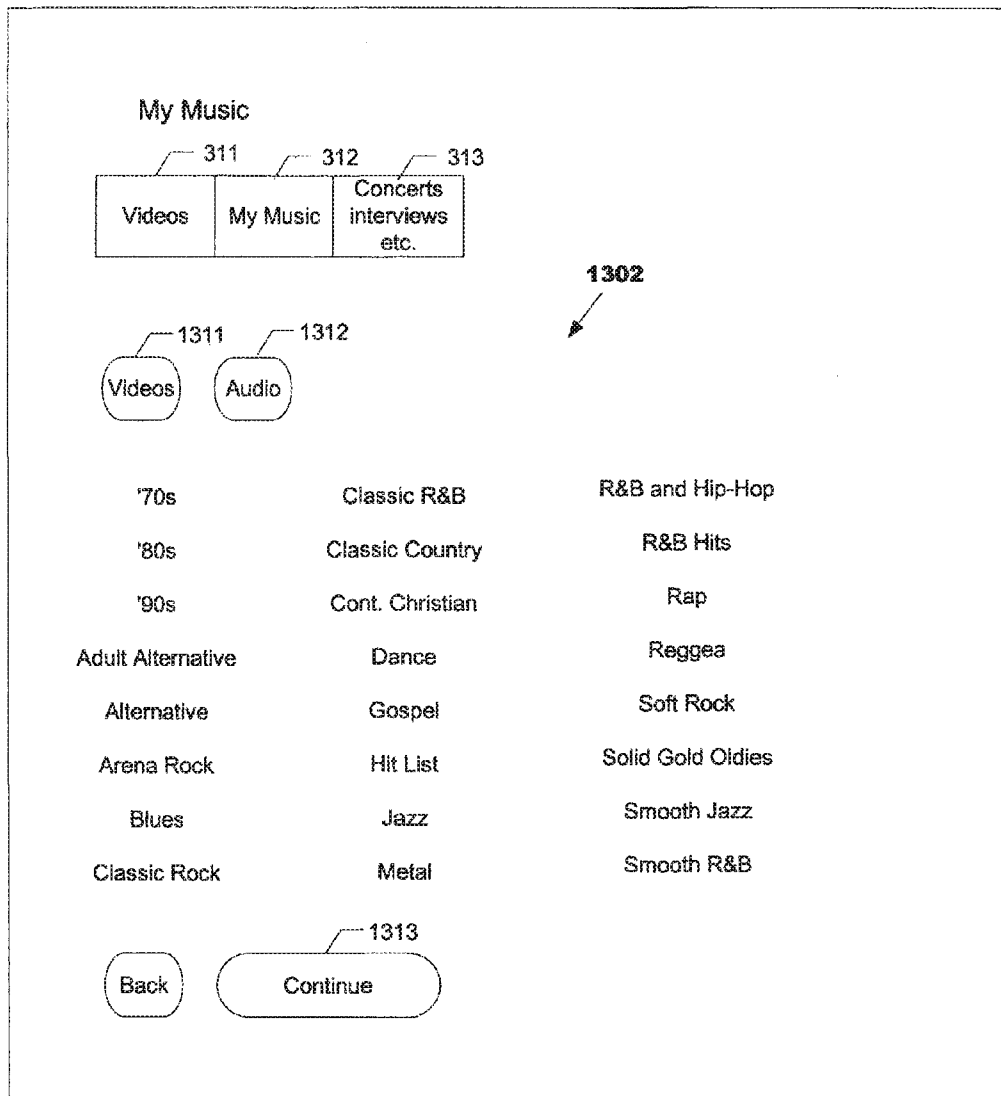 My Music
311 312 313
Videos My Music Concerts interviews etc.
1302
1311 1312
Videos Audio
'70s Classic R&B R&B and Hip-Hop
'80s Classic Country R&B Hits
'90s Cont. Christian Rap
Adult Alternative Dance Reggea
Alternative Gospel Soft Rock
Arena Rock Hit List Solid Gold Oldies
Blues Jazz Smooth Jazz
Classic Rock Metal Smooth R&B
1313
Back Continue